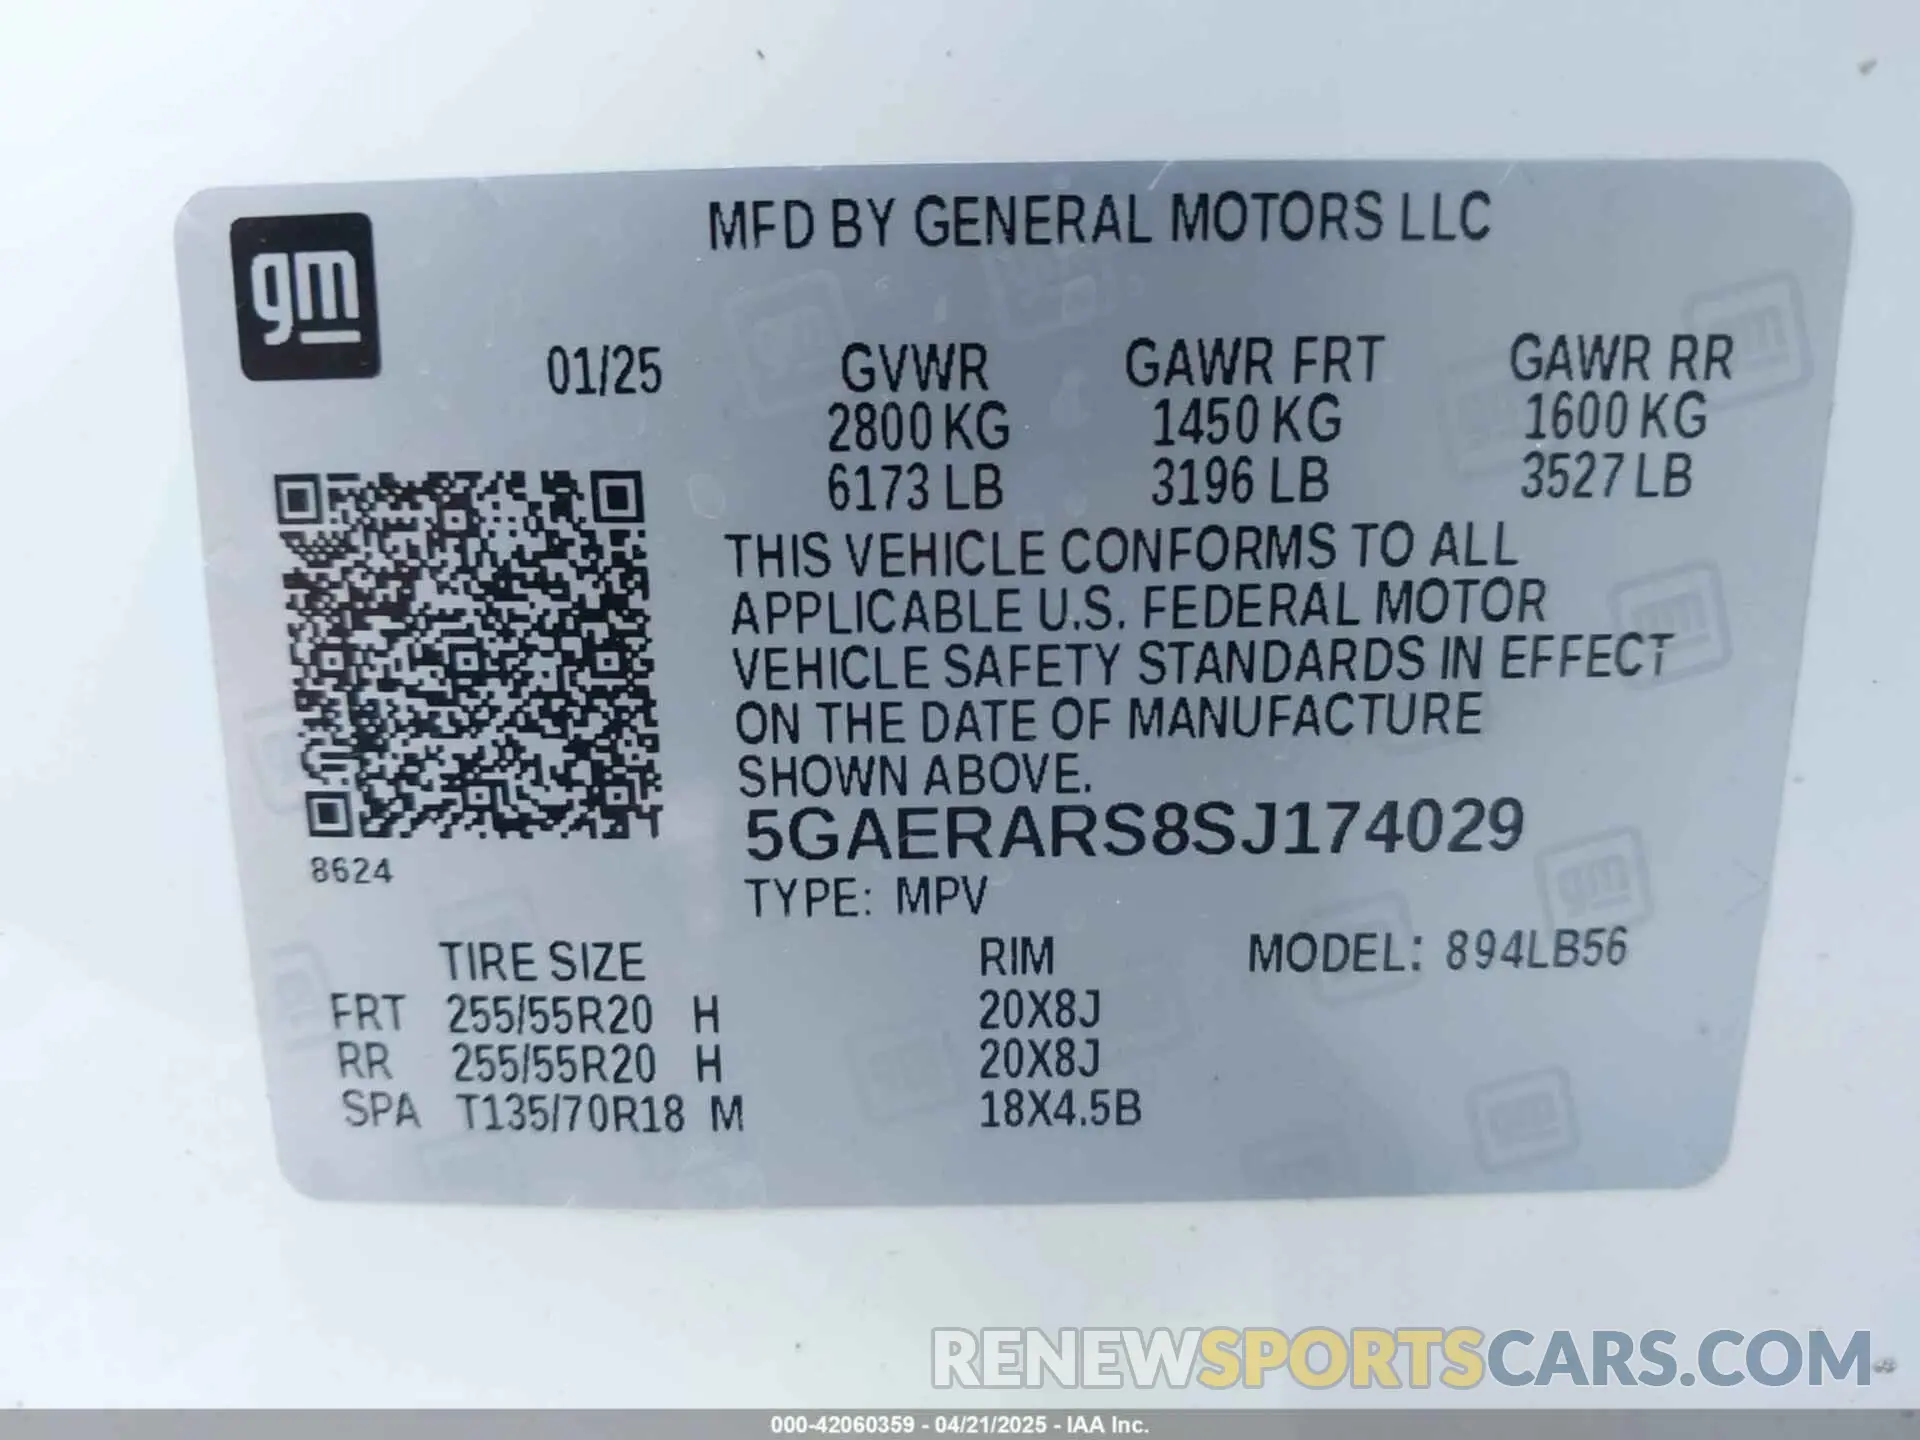 MFD BY GENERAL MOTORS LLC
gm
01/25 GVWR GAWR FRT GAWR RR
2800 KG 1450 KG 1600 KG
6173 LB 3196 LB 3527 LB
THIS VEHICLE CONFORMS TO ALL
APPLICABLE U.S. FEDERAL MOTOR
VEHICLE SAFETY STANDARDS IN EFFECT
ON THE DATE OF MANUFACTURE
SHOWN ABOVE.
5GAERARS8SJ174029
8624
TYPE: MPV
TIRE SIZE RIM MODEL: 894LB56
FRT 255/55R20 H 20X8J
RR 255/55R20 H 20X8J
SPA T135/70R18 M 18X4.5B
RENEWSPORTSCARS.COM
000-42060359 - 04/21/2025 - IAA Inc.